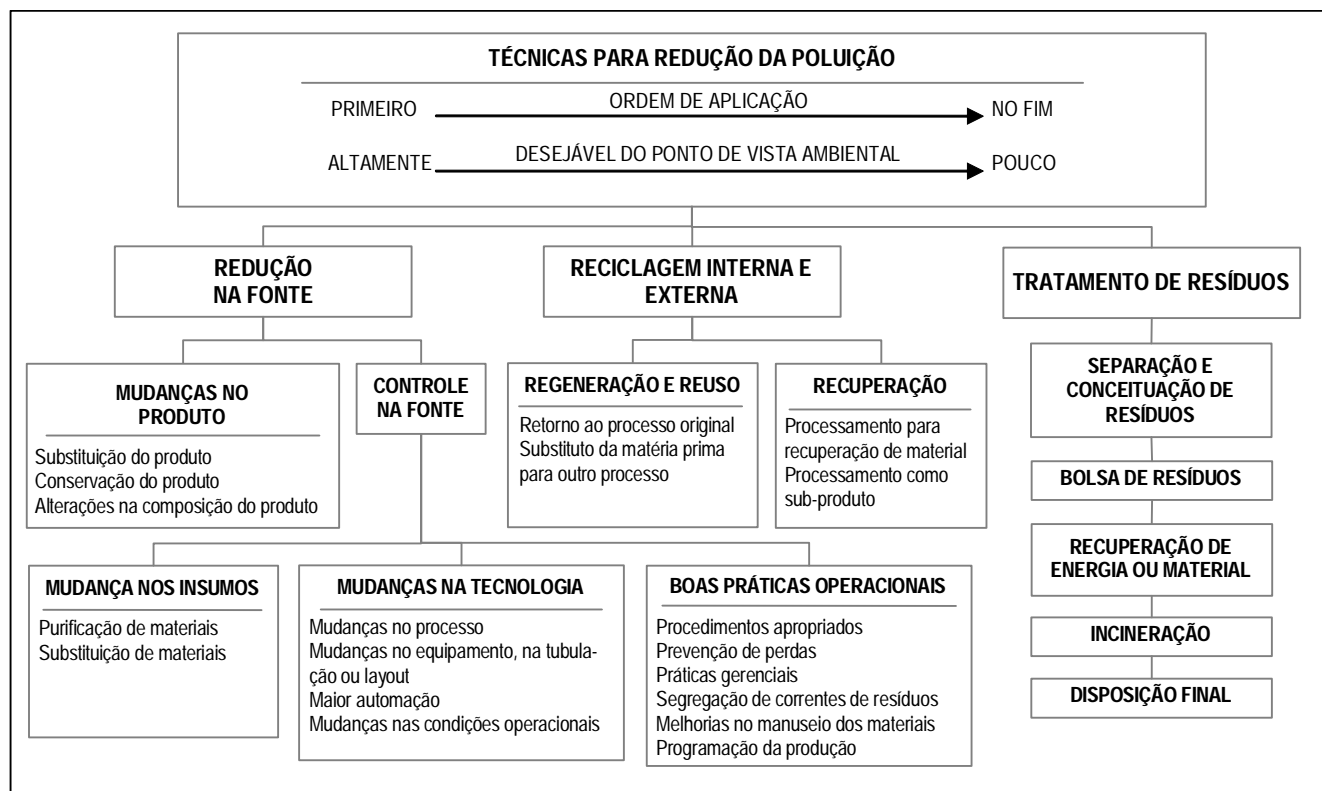 TÉCNICAS PARA REDUÇÃO DA POLUIÇÃO
PRIMEIRO ORDEM DE APLICAÇÃO NO FIM
ALTAMENTE DESEJÁVEL DO PONTO DE VISTA AMBIENTAL POUCO
REDUÇÃO
NA FONTE
RECICLAGEM INTERNA E
EXTERNA
TRATAMENTO DE RESÍDUOS
MUDANÇAS NO
PRODUTO
Substituição do produto
Conservação do produto
Alterações na composição do produto
CONTROLE
NA FONTE
REGENERAÇÃO E REUSO
Retorno ao processo original
Substituto da matéria prima
para outro processo
RECUPERAÇÃO
Processamento para
recuperação de material
Processamento como
sub-produto
SEPARAÇÃO E
CONCEITUAÇÃO DE
RESÍDUOS
BOLSA DE RESÍDUOS
RECUPERAÇÃO DE
ENERGIA OU MATERIAL
INCINERAÇÃO
DISPOSIÇÃO FINAL
MUDANÇA NOS INSUMOS
Purificação de materiais
Substituição de materiais
MUDANÇAS NA TECNOLOGIA
Mudanças no processo
Mudanças no equipamento, na tubula-
ção ou layout
Maior automação
Mudanças nas condições operacionais
BOAS PRÁTICAS OPERACIONAIS
Procedimentos apropriados
Prevenção de perdas
Práticas gerenciais
Segregação de correntes de resíduos
Melhorias no manuseio dos materiais
Programação da produção